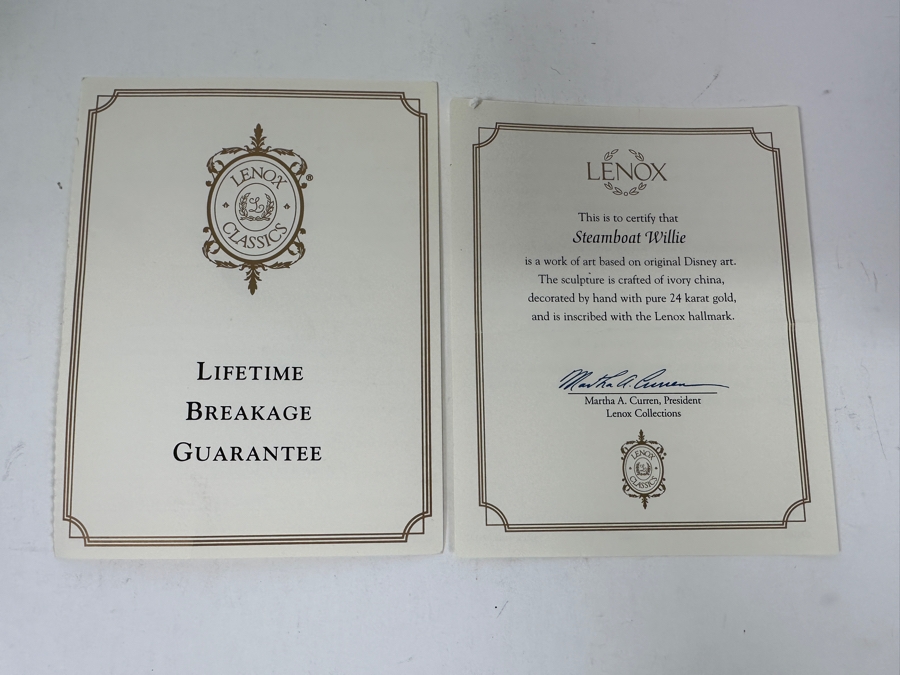 LENOX
CLASSICS
®
LIFETIME
BREAKAGE
GUARANTEE
LENOX
This is to certify that
Steamboat Willie
is a work of art based on original Disney art.
The sculpture is crafted of ivory china,
decorated by hand with pure 24 karat gold,
and is inscribed with the Lenox hallmark.
Martha A. Curren
Martha A. Curren, President
Lenox Collections
LENOX
CLASSICS